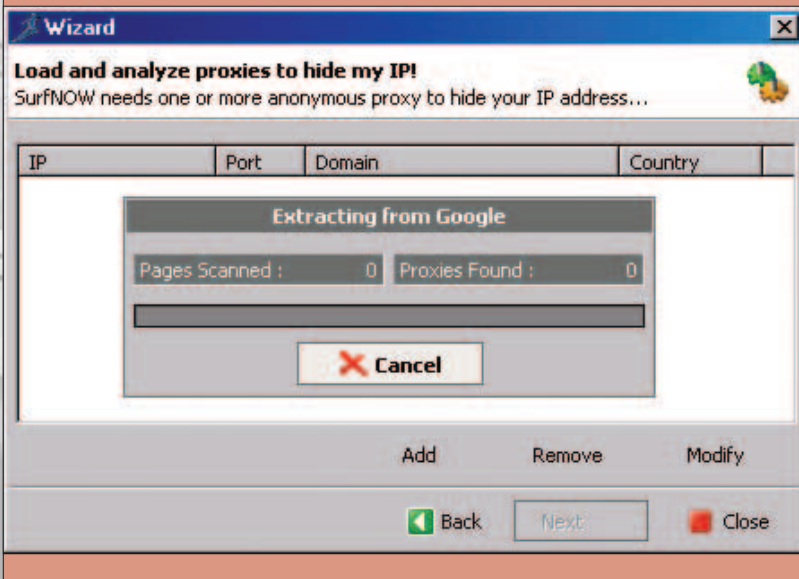 Wizard
Load and analyze proxies to hide my IP!
SurfNOW needs one or more anonymous proxy to hide your IP address...
IP Port Domain Country
Extracting from Google
Pages Scanned : 0 Proxies Found : 0
Cancel
Add Remove Modify
Back Next Close